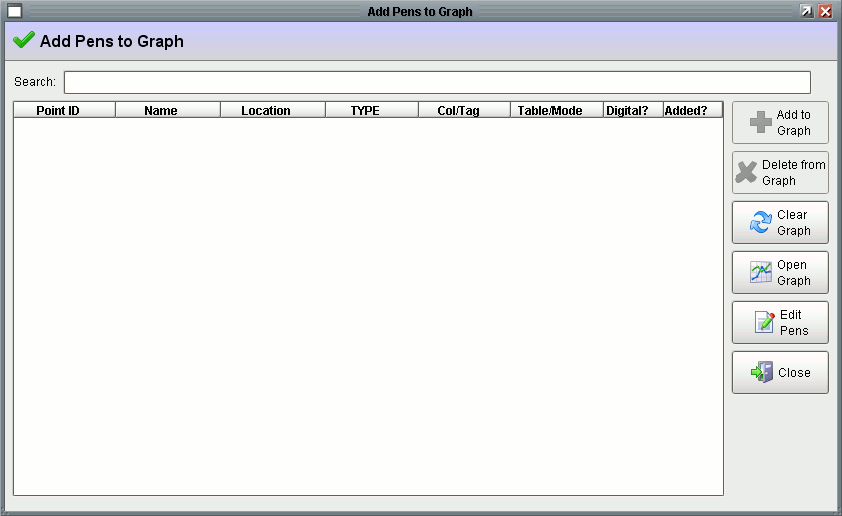 Add Pens to Graph
Add Pens to Graph
Search:
Point ID Name Location TYPE Col/Tag Table/Mode Digital? Added?
Add to
Graph
Delete from
Graph
Clear
Graph
Open
Graph
Edit
Pens
Close